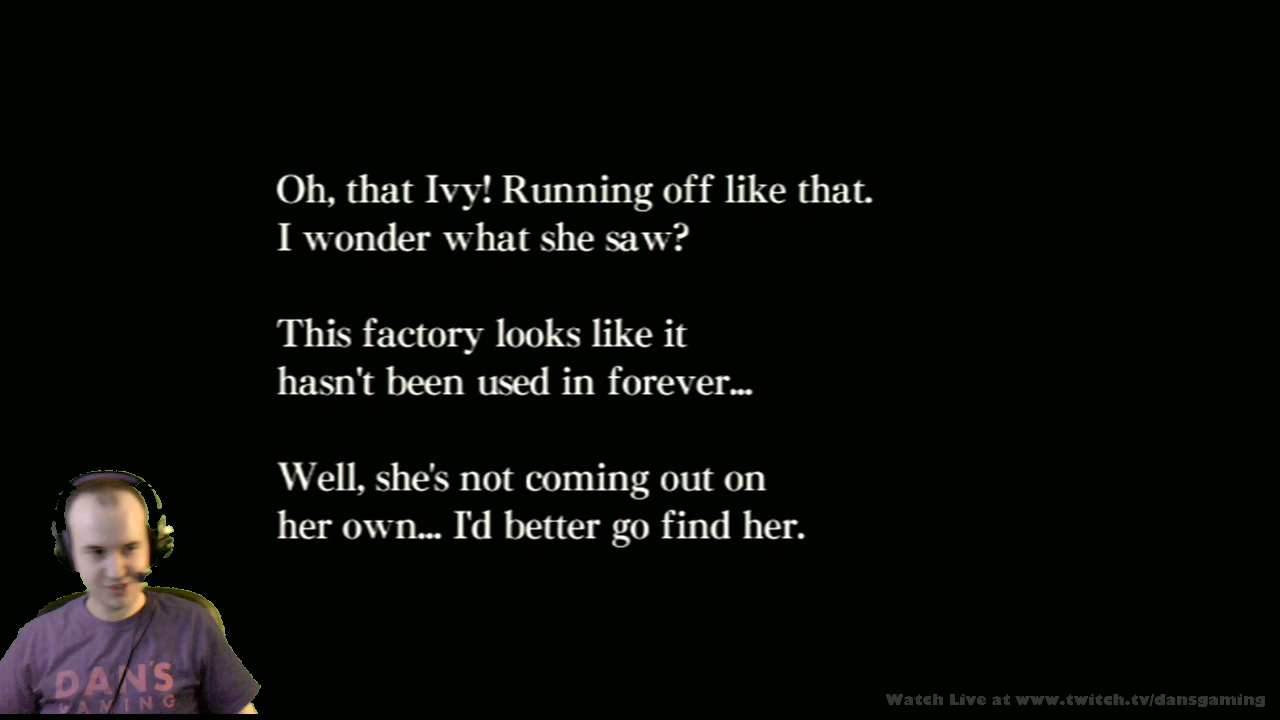 Oh, that Ivy! Running off like that.
I wonder what she saw?
This factory looks like it
hasn't been used in forever...
Well, she's not coming out on
her own... I'd better go find her.
DAN'S
GAMING
Watch Live at www.twitch.tv/dansgaming